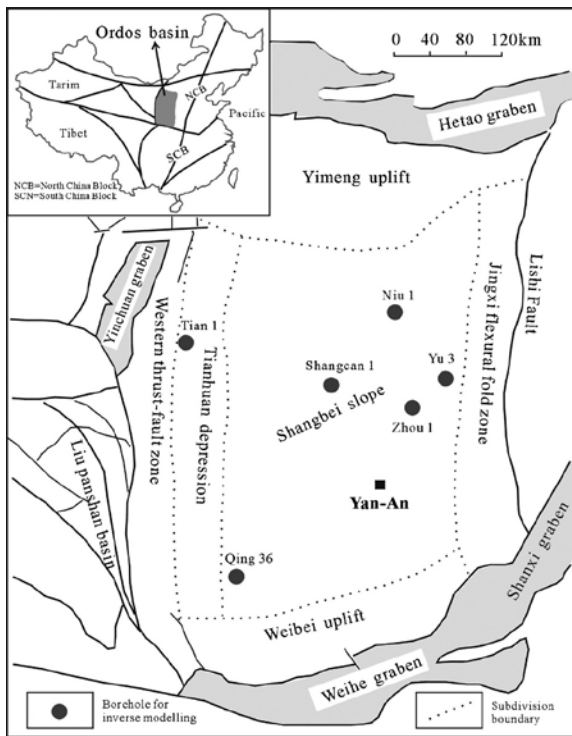 Ordos basin
Tarim
NCB
Pacific
Tibet
SCB
NCB=North China Block
SCN=South China Block
0 40 80 120km
Hetao graben
Yimeng uplift
Yinchuan graben
Western thrust-fault zone
Tianhuan depression
Tian 1
Niu 1
Jingxi flexural fold zone
Lishi Fault
Shangcan 1
Yu 3
Shangbei slope
Zhou 1
Liu panshan basin
Yan-An
Qing 36
Shanxi graben
Weibei uplift
Weihe graben
Borehole for
inverse modelling
Subdivision
boundary